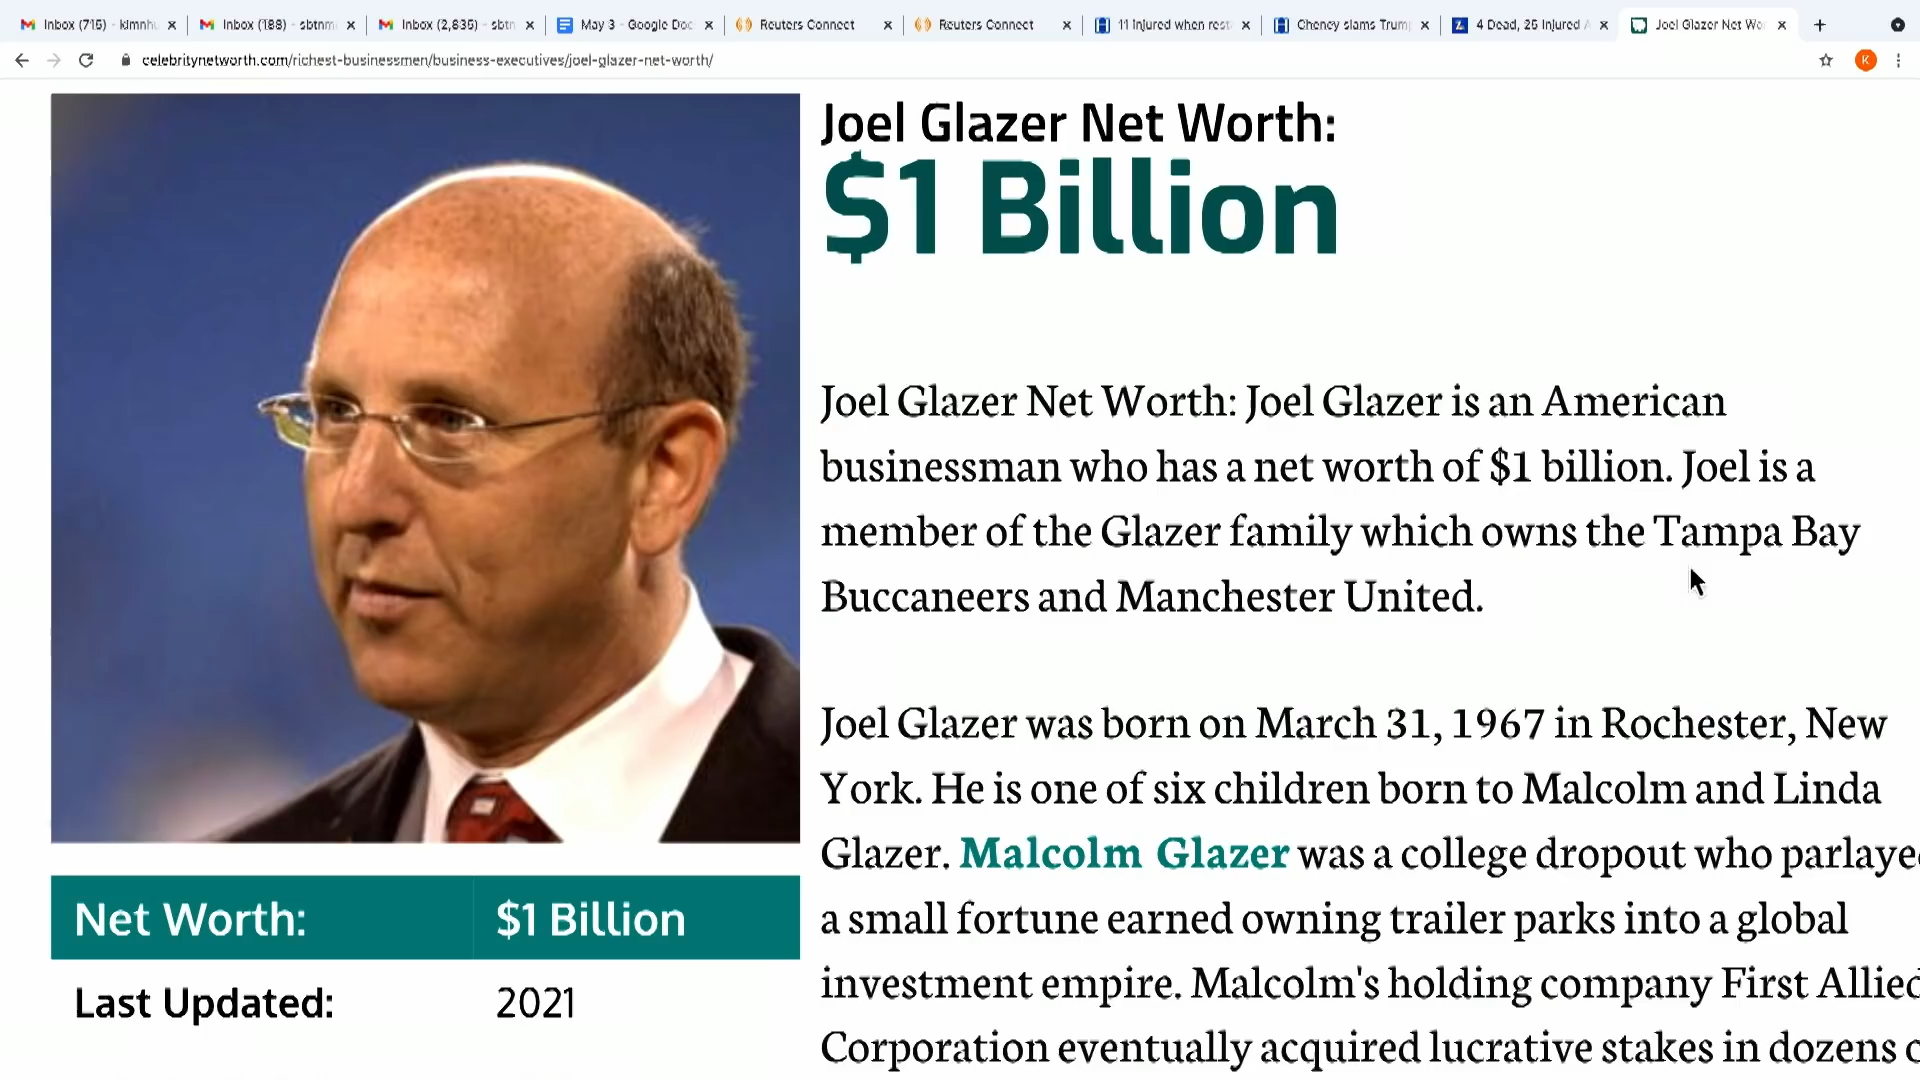 Inbox (715) - kimnh
Inbox (188) - sbtnm
Inbox (2,835) - sbtn
May 3 - Google Doc
Reuters Connect
Reuters Connect
11 injured when rest
Cheney slams Trum
4 Dead, 25 Injured A
Joel Glazer Net Wo
celebritynetworth.com/richest-businessmen/business-executives/joel-glazer-net-worth/
K
Joel Glazer Net Worth:
$1 Billion
Joel Glazer Net Worth: Joel Glazer is an American
businessman who has a net worth of $1 billion. Joel is a
member of the Glazer family which owns the Tampa Bay
Buccaneers and Manchester United.
Joel Glazer was born on March 31, 1967 in Rochester, New
York. He is one of six children born to Malcolm and Linda
Glazer. Malcolm Glazer was a college dropout who parlaye
a small fortune earned owning trailer parks into a global
investment empire. Malcolm's holding company First Allied
Corporation eventually acquired lucrative stakes in dozens o
Net Worth: $1 Billion
Last Updated: 2021